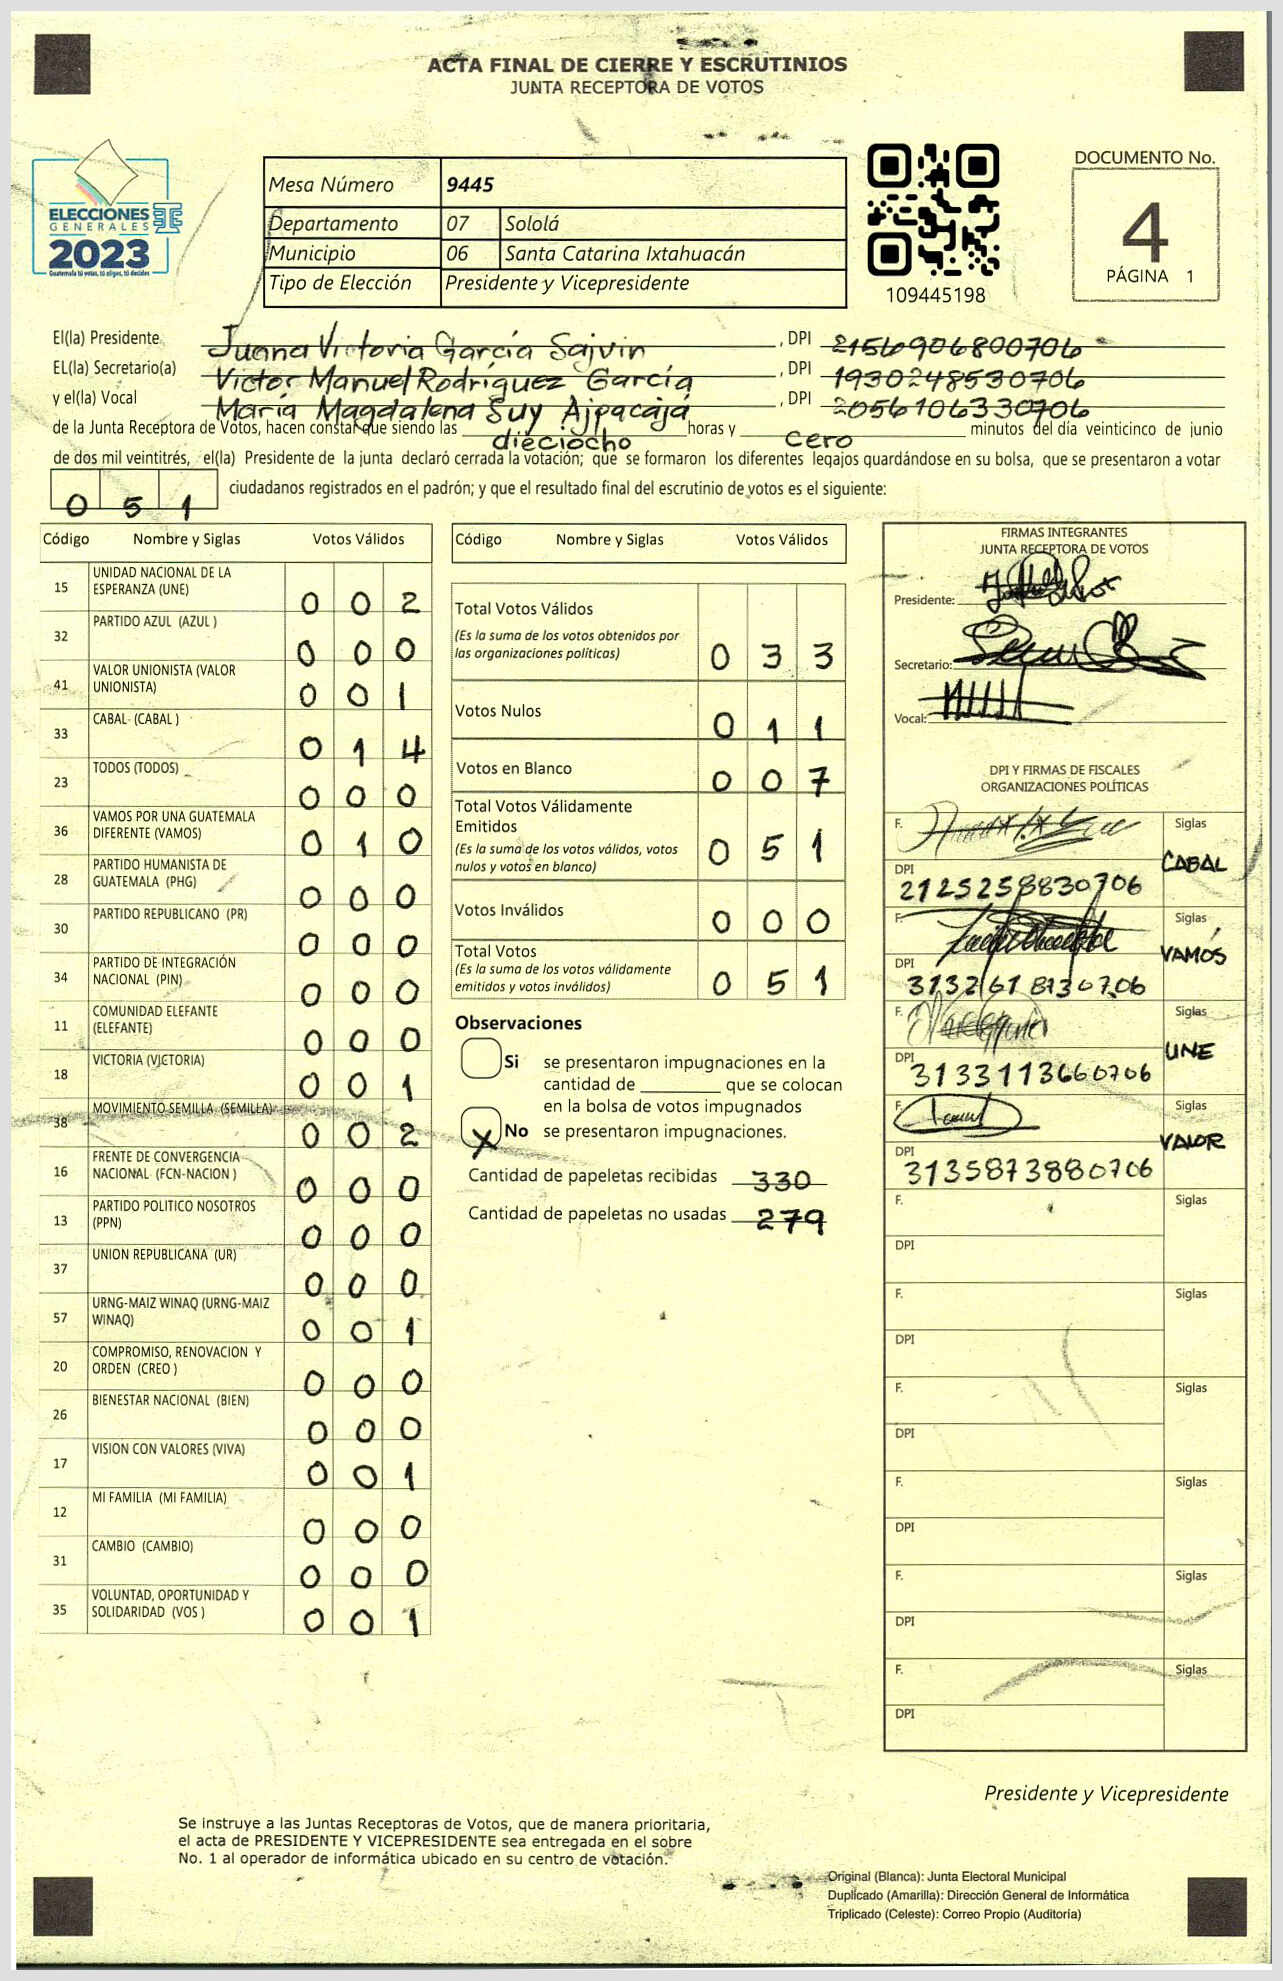 ACTA FINAL DE CIERRE Y ESCRUTINIOS
JUNTA RECEPTORA DE VOTOS
ELECCIONES
GENERALES
2023
Guatemala tú votas, tú eliges, tú decides
Mesa Número 9445
Departamento 07 Sololá
Municipio 06 Santa Catarina Ixtahuacán
Tipo de Elección Presidente y Vicepresidente
109445198
DOCUMENTO No.
4
PÁGINA 1
El(la) Presidente Juana Victoria García Sajvin , DPI 2156906800706
EL(la) Secretario(a) Victor Manuel Rodríguez García , DPI 1930248530706
y el(la) Vocal María Magdalena Suy Ajpacajá , DPI 2056106330706
de la Junta Receptora de Votos, hacen constar que siendo las dieciocho horas y cero minutos del día veinticinco de junio
de dos mil veintitrés, el(la) Presidente de la junta declaró cerrada la votación; que se formaron los diferentes legajos guardándose en su bolsa, que se presentaron a votar
051 ciudadanos registrados en el padrón; y que el resultado final del escrutinio de votos es el siguiente:
Código Nombre y Siglas Votos Válidos
15 UNIDAD NACIONAL DE LA ESPERANZA (UNE) 0 0 2
32 PARTIDO AZUL (AZUL ) 0 0 0
41 VALOR UNIONISTA (VALOR UNIONISTA) 0 0 1
33 CABAL (CABAL ) 0 1 4
23 TODOS (TODOS) 0 0 0
36 VAMOS POR UNA GUATEMALA DIFERENTE (VAMOS) 0 1 0
28 PARTIDO HUMANISTA DE GUATEMALA (PHG) 0 0 0
30 PARTIDO REPUBLICANO (PR) 0 0 0
34 PARTIDO DE INTEGRACIÓN NACIONAL (PIN) 0 0 0
11 COMUNIDAD ELEFANTE (ELEFANTE) 0 0 0
18 VICTORIA (VICTORIA) 0 0 1
38 MOVIMIENTO SEMILLA (SEMILLA) 0 0 2
16 FRENTE DE CONVERGENCIA NACIONAL (FCN-NACION ) 0 0 0
13 PARTIDO POLITICO NOSOTROS (PPN) 0 0 0
37 UNION REPUBLICANA (UR) 0 0 0
57 URNG-MAIZ WINAQ (URNG-MAIZ WINAQ) 0 0 1
20 COMPROMISO, RENOVACION Y ORDEN (CREO ) 0 0 0
26 BIENESTAR NACIONAL (BIEN) 0 0 0
17 VISION CON VALORES (VIVA) 0 0 1
12 MI FAMILIA (MI FAMILIA) 0 0 0
31 CAMBIO (CAMBIO) 0 0 0
35 VOLUNTAD, OPORTUNIDAD Y SOLIDARIDAD (VOS ) 0 0 1
Código Nombre y Siglas Votos Válidos
Total Votos Válidos
(Es la suma de los votos obtenidos por
las organizaciones políticas) 0 3 3
Votos Nulos 0 1 1
Votos en Blanco 0 0 7
Total Votos Válidamente
Emitidos
(Es la suma de los votos válidos, votos
nulos y votos en blanco) 0 5 1
Votos Inválidos 0 0 0
Total Votos
(Es la suma de los votos válidamente
emitidos y votos inválidos) 0 5 1
Observaciones
Si se presentaron impugnaciones en la
cantidad de ________ que se colocan
en la bolsa de votos impugnados
X No se presentaron impugnaciones.
Cantidad de papeletas recibidas 330
Cantidad de papeletas no usadas 279
FIRMAS INTEGRANTES
JUNTA RECEPTORA DE VOTOS
Presidente:
Secretario:
Vocal:
DPI Y FIRMAS DE FISCALES
ORGANIZACIONES POLÍTICAS
F. Siglas
CABAL
DPI
2125258830706
F. Siglas
VAMOS
DPI
3132618730706
F. Siglas
UNE
DPI
3133113660706
F. Siglas
VALOR
DPI
3135873880706
F. Siglas
DPI
F. Siglas
DPI
F. Siglas
DPI
F. Siglas
DPI
F. Siglas
DPI
F. Siglas
DPI
Presidente y Vicepresidente
Se instruye a las Juntas Receptoras de Votos, que de manera prioritaria,
el acta de PRESIDENTE Y VICEPRESIDENTE sea entregada en el sobre
No. 1 al operador de informática ubicado en su centro de votación.
Original (Blanca): Junta Electoral Municipal
Duplicado (Amarilla): Dirección General de Informática
Triplicado (Celeste): Correo Propio (Auditoría)